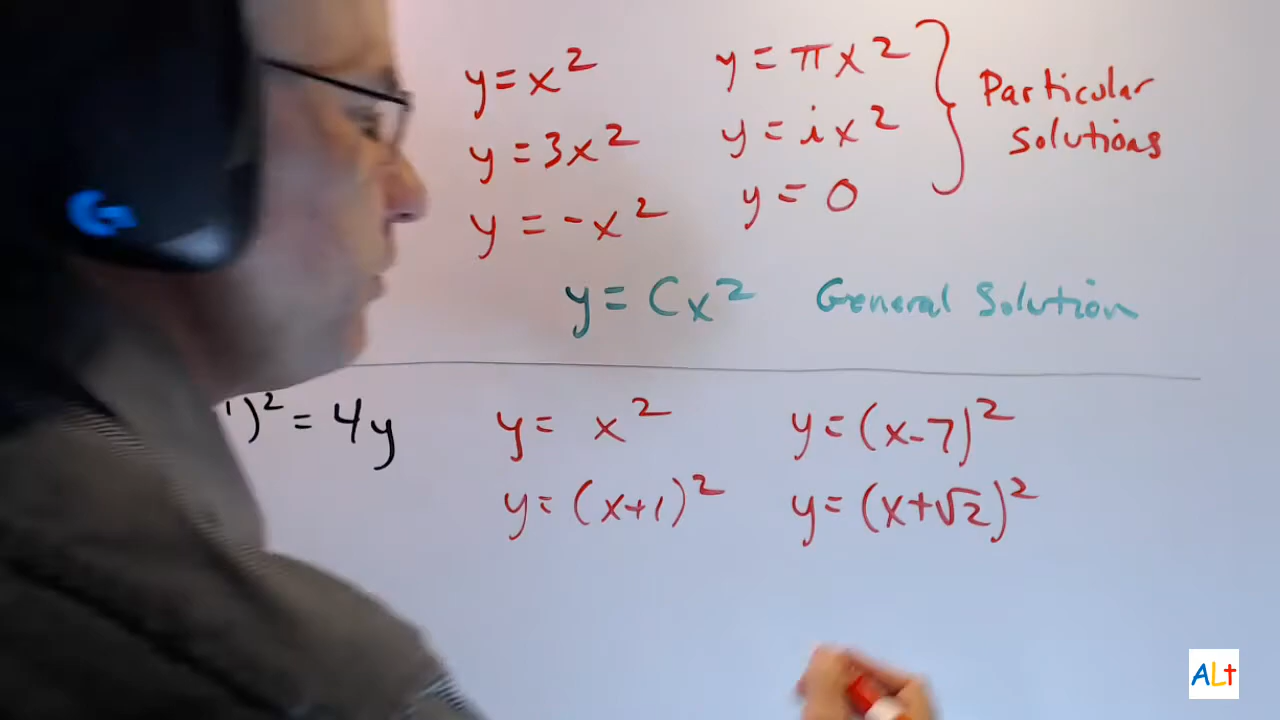 y = x²
y = 3x²
y = -x²
y = πx²
y = ix²
y = 0
Particular
solutions
y = Cx² General Solution
')² = 4y
y = x²
y = (x+1)²
y = (x-7)²
y = (x+√2)²
G
ALt